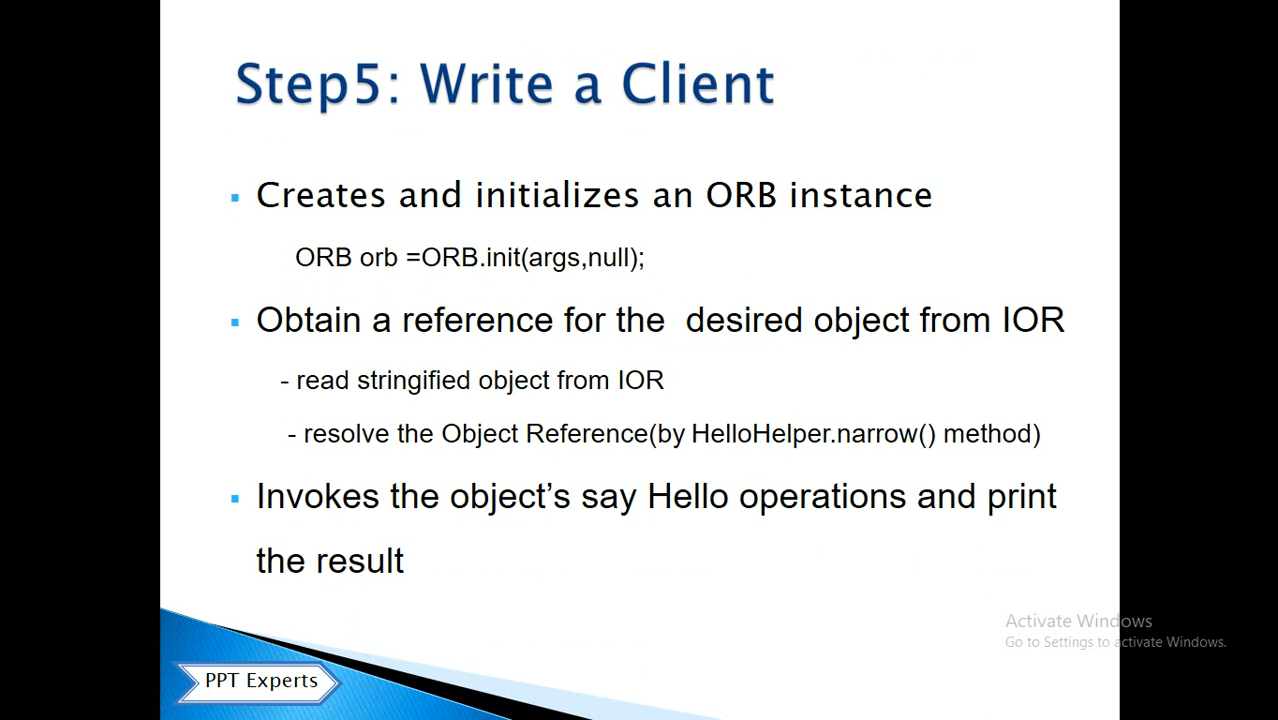 Step5: Write a Client
▪ Creates and initializes an ORB instance
ORB orb =ORB.init(args,null);
▪ Obtain a reference for the  desired object from IOR
- read stringified object from IOR
- resolve the Object Reference(by HelloHelper.narrow() method)
▪ Invokes the object’s say Hello operations and print
the result
Activate Windows
Go to Settings to activate Windows.
PPT Experts